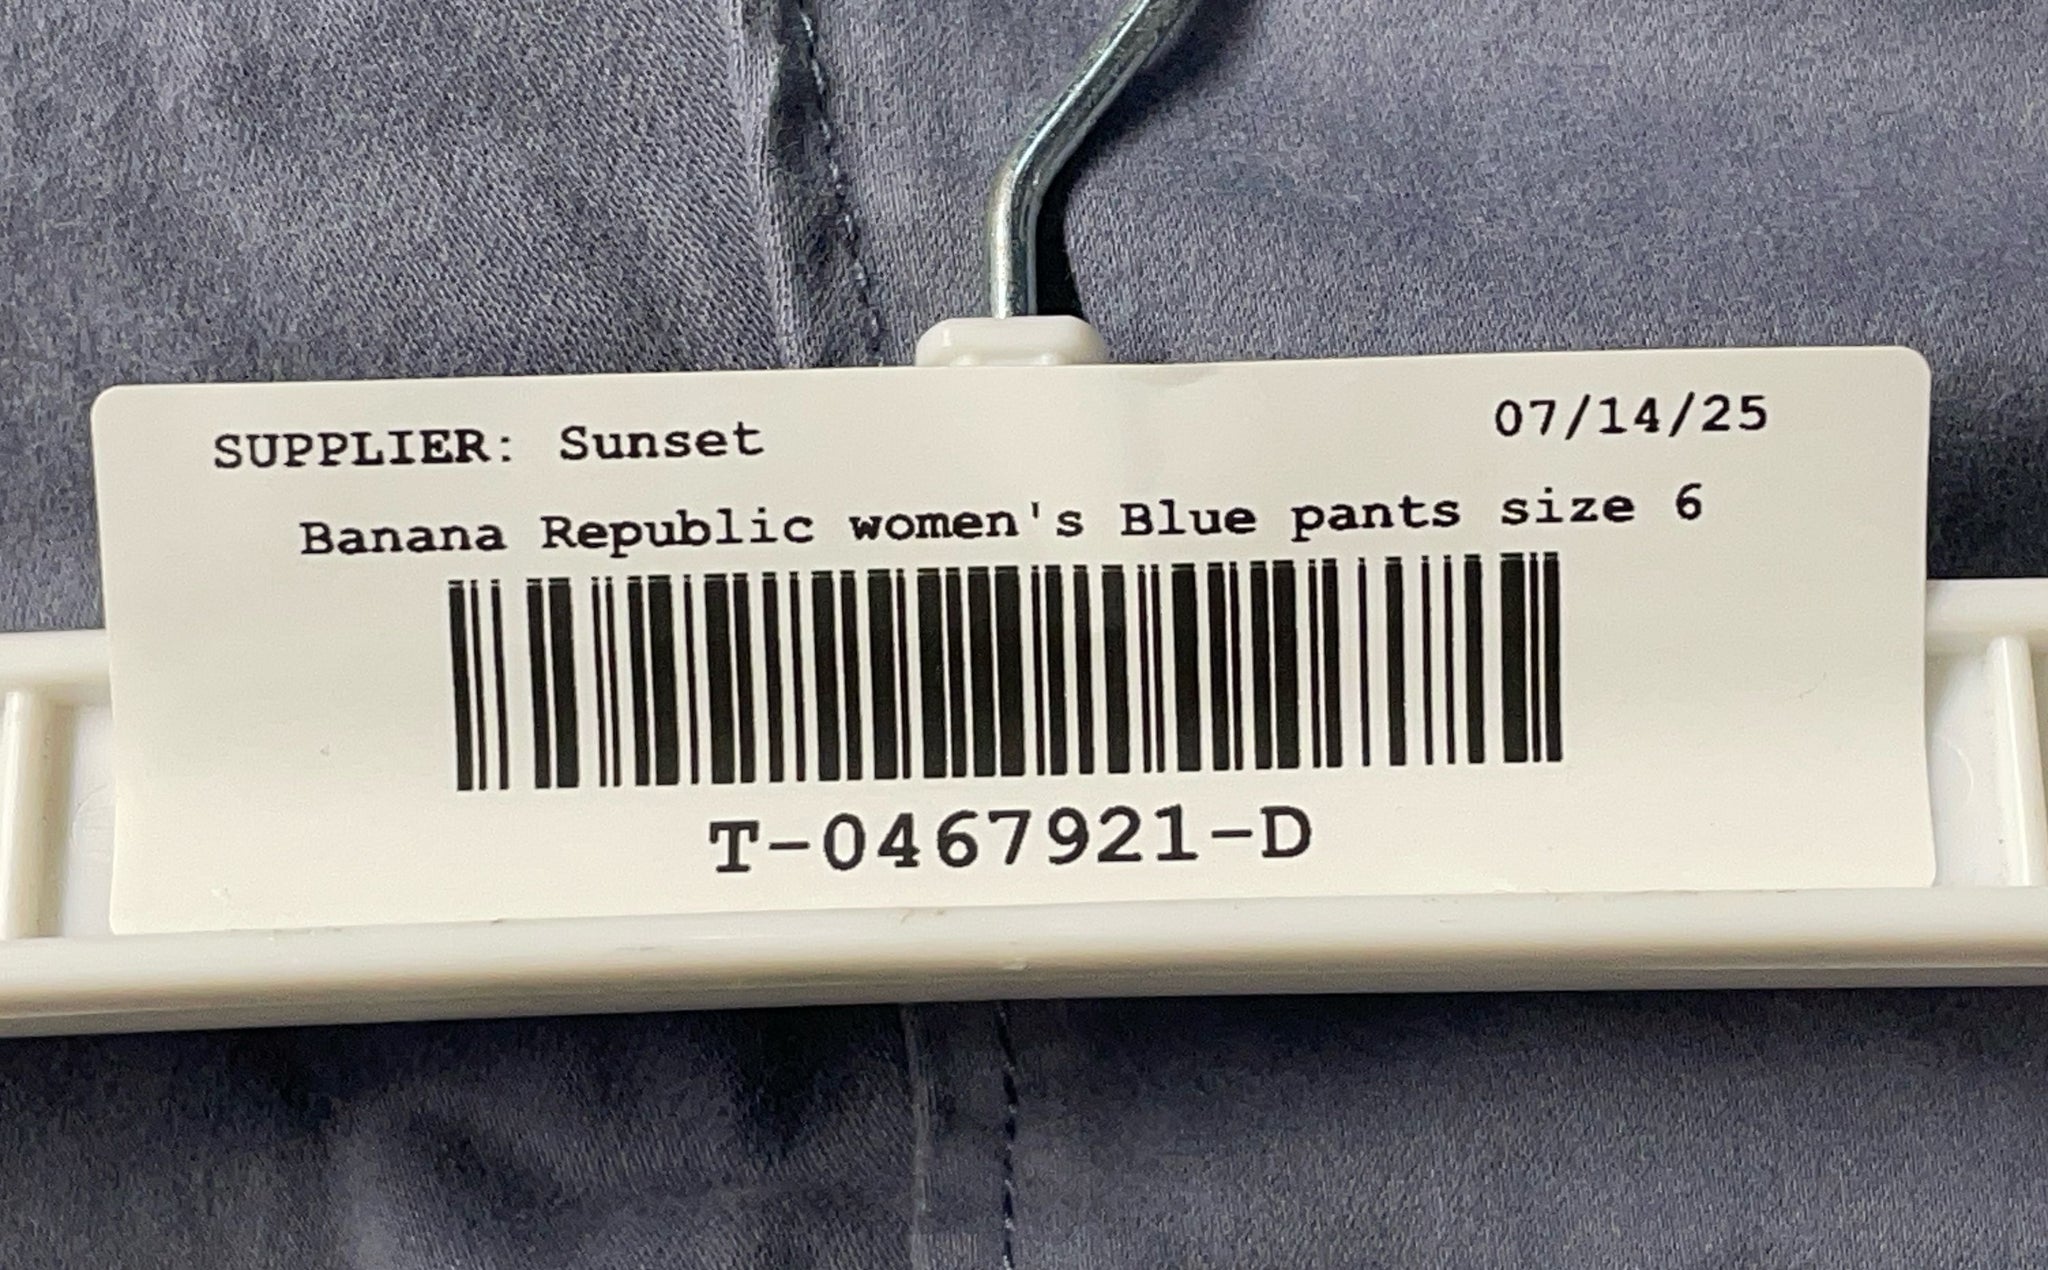 SUPPLIER: Sunset 07/14/25
Banana Republic women's Blue pants size 6
T-0467921-D